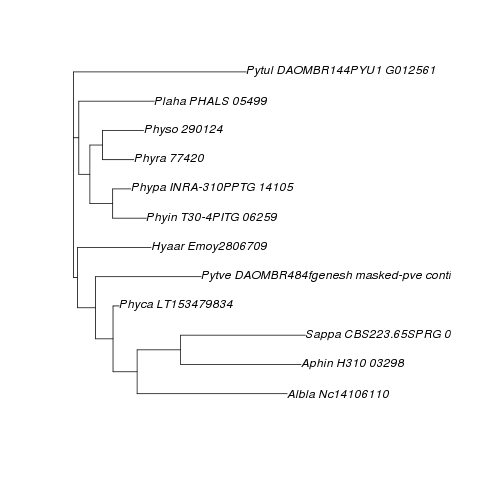 Pytul DAOMBR144PYU1 G012561
Plaha PHALS 05499
Physo 290124
Phyra 77420
Phypa INRA-310PPTG 14105
Phyin T30-4PITG 06259
Hyaar Emoy2806709
Pytve DAOMBR484fgenesh masked-pve conti
Phyca LT153479834
Sappa CBS223.65SPRG 0
Aphin H310 03298
Albla Nc14106110